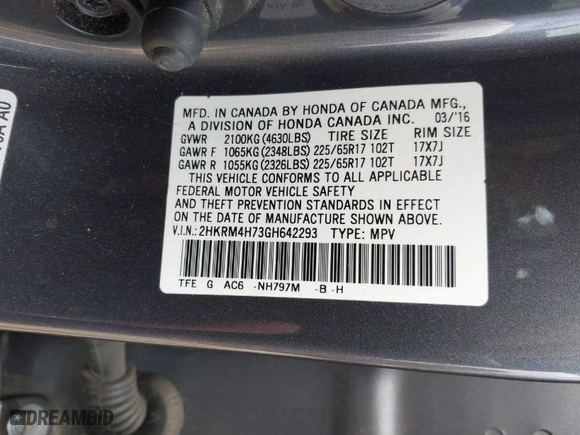 MFD. IN CANADA BY HONDA OF CANADA MFG.,
A DIVISION OF HONDA CANADA INC. 03/'16
GVWR 2100KG (4630LBS) TIRE SIZE RIM SIZE
GAWR F 1065KG (2348LBS) 225/65R17 102T 17X7J
GAWR R 1055KG (2326LBS) 225/65R17 102T 17X7J
THIS VEHICLE CONFORMS TO ALL APPLICABLE
FEDERAL MOTOR VEHICLE SAFETY
AND THEFT PREVENTION STANDARDS IN EFFECT
ON THE DATE OF MANUFACTURE SHOWN ABOVE.
V.I.N.: 2HKRM4H73GH642293 TYPE: MPV
TFE G AC6 -NH797M -B -H
DREAMBID